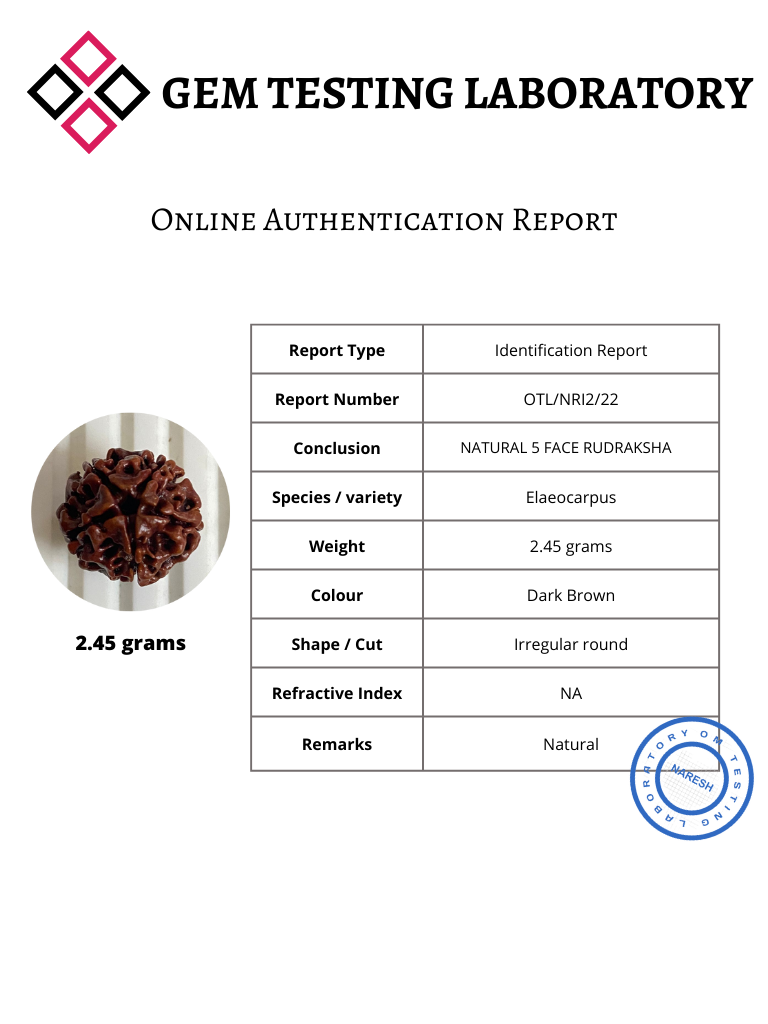 GEM TESTING LABORATORY
Online Authentication Report
Report Type Identification Report
Report Number OTL/NRI2/22
Conclusion NATURAL 5 FACE RUDRAKSHA
Species / variety Elaeocarpus
Weight 2.45 grams
Colour Dark Brown
2.45 grams
Shape / Cut Irregular round
Refractive Index NA
Remarks Natural
OM TESTING LABORATORY
NARESH